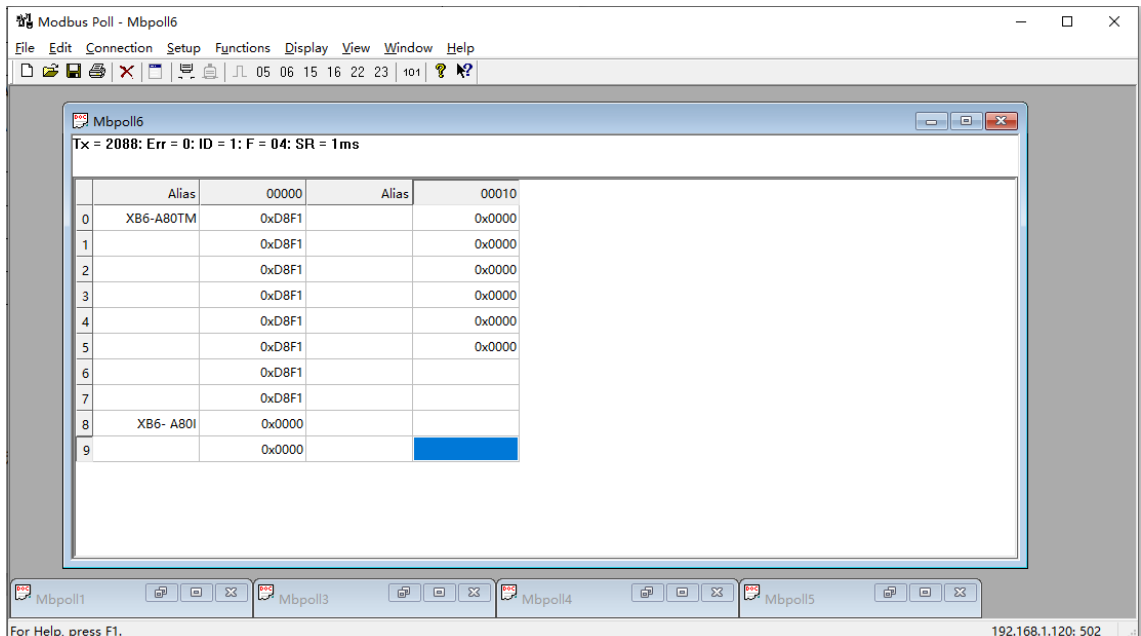 Modbus Poll - Mbpoll6
File Edit Connection Setup Functions Display View Window Help
05 06 15 16 22 23 101
Mbpoll6
Tx = 2088: Err = 0: ID = 1: F = 04: SR = 1ms
Alias 00000 Alias 00010
0 XB6-A80TM 0xD8F1 0x0000
1 0xD8F1 0x0000
2 0xD8F1 0x0000
3 0xD8F1 0x0000
4 0xD8F1 0x0000
5 0xD8F1 0x0000
6 0xD8F1
7 0xD8F1
8 XB6- A80I 0x0000
9 0x0000
Mbpoll1 Mbpoll3 Mbpoll4 Mbpoll5
For Help, press F1. 192.168.1.120: 502